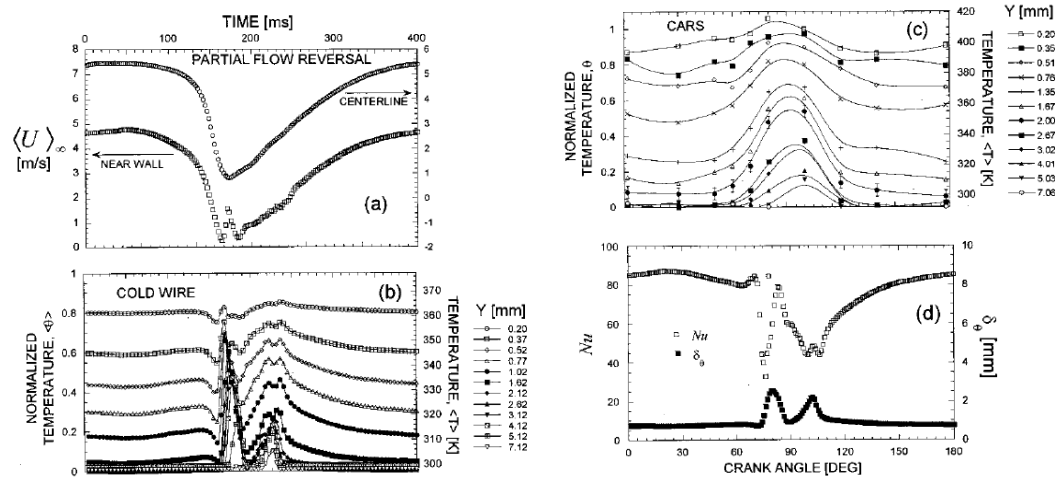 TIME [ms]
0 100 200 300 400
8 7 6 5 4 3 2 1 0
6 5 4 3 2 1 0 -1 -2
PARTIAL FLOW REVERSAL
CENTERLINE
NEAR WALL
⟨U⟩∞
[m/s]
(a)
COLD WIRE
(b)
NORMALIZED
TEMPERATURE, <θ>
1 0.8 0.6 0.4 0.2 0
TEMPERATURE, <T> [K]
360 350 340 330 320 310 300
Y [mm]
0.20
0.37
0.52
0.77
1.02
1.62
2.12
2.62
3.12
4.12
5.12
7.12
CARS
(c)
NORMALIZED
TEMPERATURE, θ
1 0.8 0.6 0.4 0.2 0
TEMPERATURE, <T> [K]
420 400 380 360 340 320 300
Y [mm]
0.20
0.35
0.51
0.76
1.35
1.67
2.00
2.67
3.02
4.01
5.03
7.06
Nu
100 80 60 40 20 0
10 8 6 4 2 0
δθ [mm]
(d)
Nu
δθ
0 30 60 90 120 150 180
CRANK ANGLE [DEG]